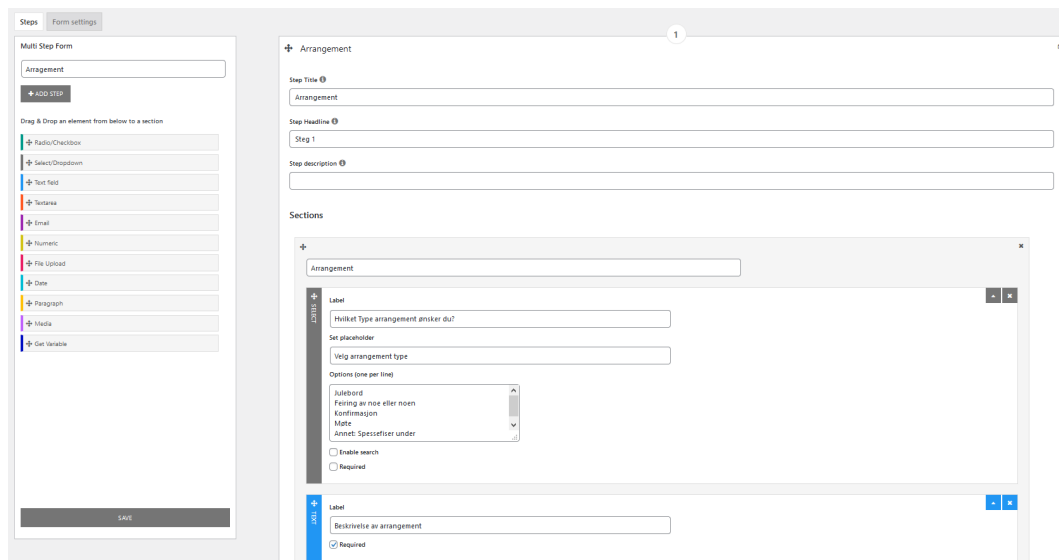 Steps
Form settings
Multi Step Form
Arragement
+ ADD STEP
Drag & Drop an element from below to a section
Radio/Checkbox
Select/Dropdown
Text field
Textarea
Email
Numeric
File Upload
Date
Paragraph
Media
Get Variable
SAVE
1
Arrangement
Step Title
Arrangement
Step Headline
Steg 1
Step description
Sections
Arrangement
SELECT
Label
Hvilket Type arrangement ønsker du?
Set placeholder
Velg arrangement type
Options (one per line)
Julebord
Feiring av noe eller noen
Konfirmasjon
Møte
Annet: Spessefiser under
Enable search
Required
TEXT
Label
Beskrivelse av arrangement
Required